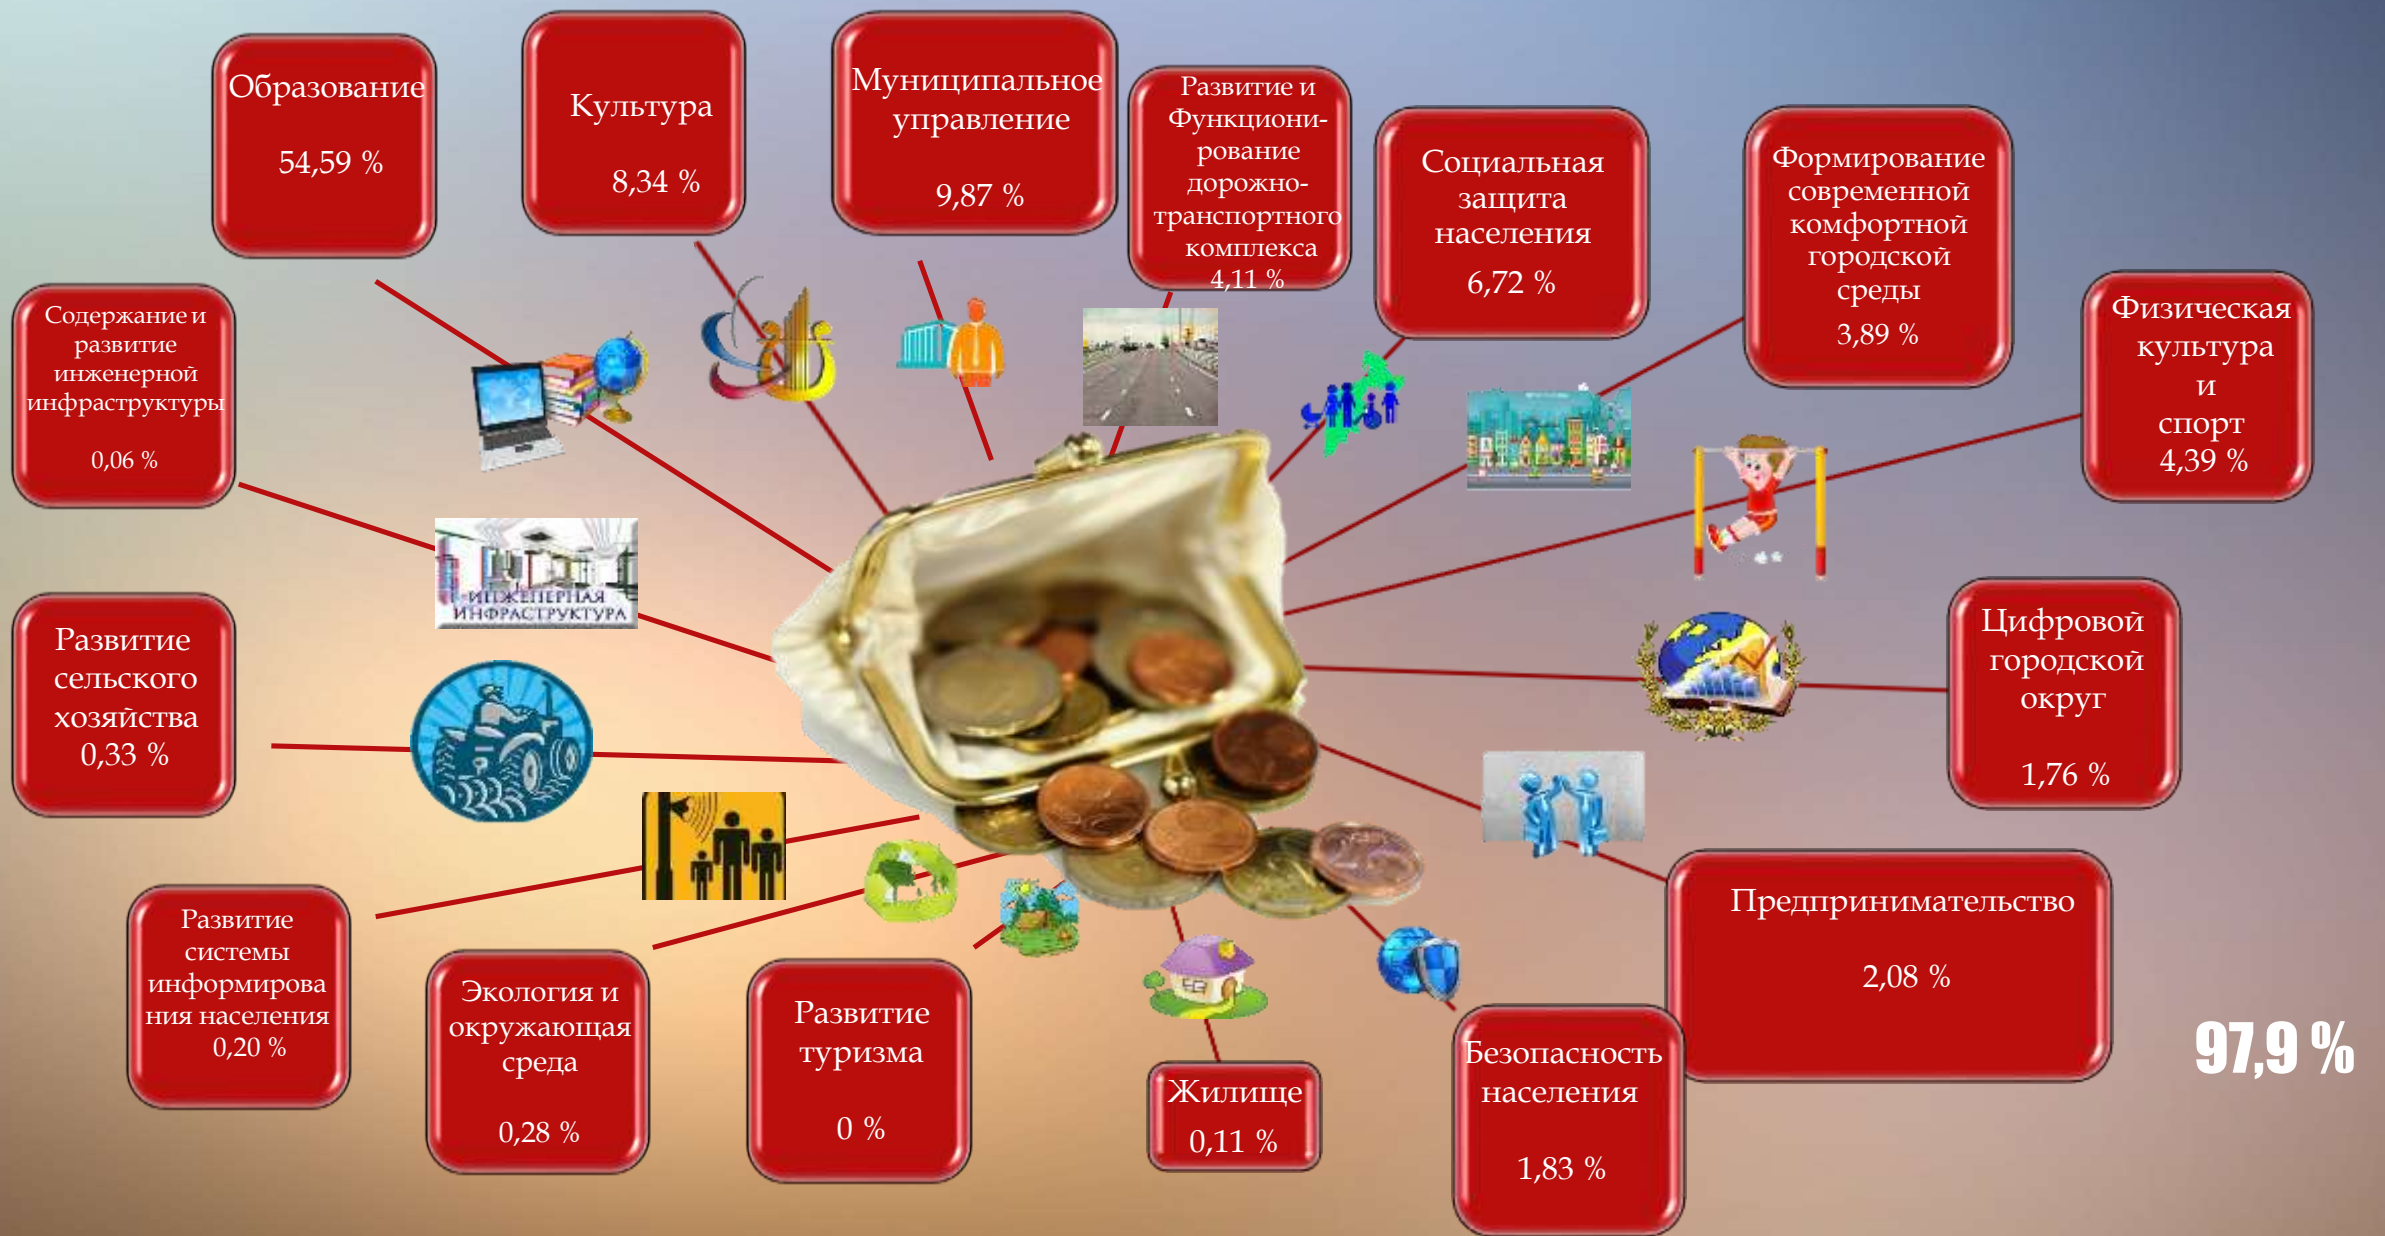 Образование
54,59 %
Культура
8,34 %
Муниципальное
управление
9,87 %
Развитие и
Функциони-
рование
дорожно-
транспортного
комплекса
4,11 %
Социальная
защита
населения
6,72 %
Формирование
современной
комфортной
городской
среды
3,89 %
Физическая
культура
и
спорт
4,39 %
Содержание и
развитие
инженерной
инфраструктуры
0,06 %
ИНЖЕНЕРНАЯ
ИНФРАСТРУКТУРА
Развитие
сельского
хозяйства
0,33 %
Цифровой
городской
округ
1,76 %
Развитие
системы
информирова
ния населения
0,20 %
Экология и
окружающая
среда
0,28 %
Развитие
туризма
0 %
Жилище
0,11 %
Безопасность
населения
1,83 %
Предпринимательство
2,08 %
97,9 %